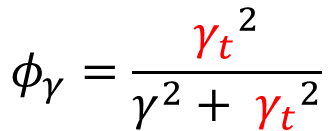 ϕ_γ = γ_t² / (γ² + γ_t²)